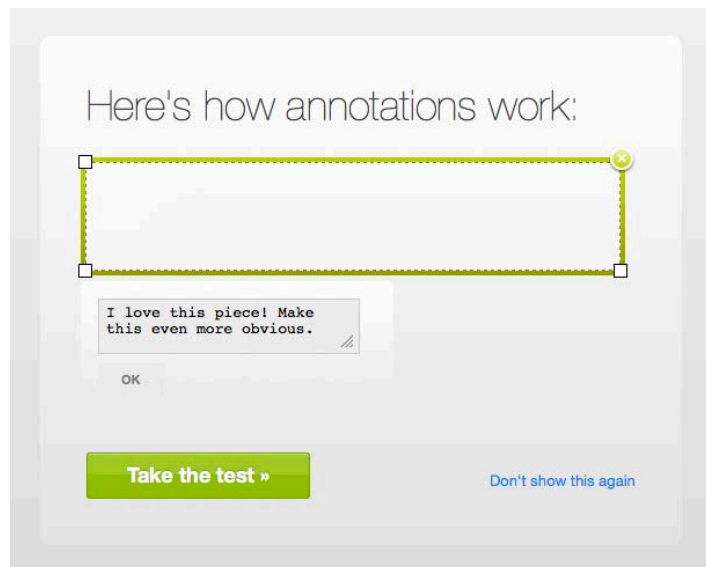 Here's how annotations work:
I love this piece! Make
this even more obvious.
OK
Take the test »
Don't show this again